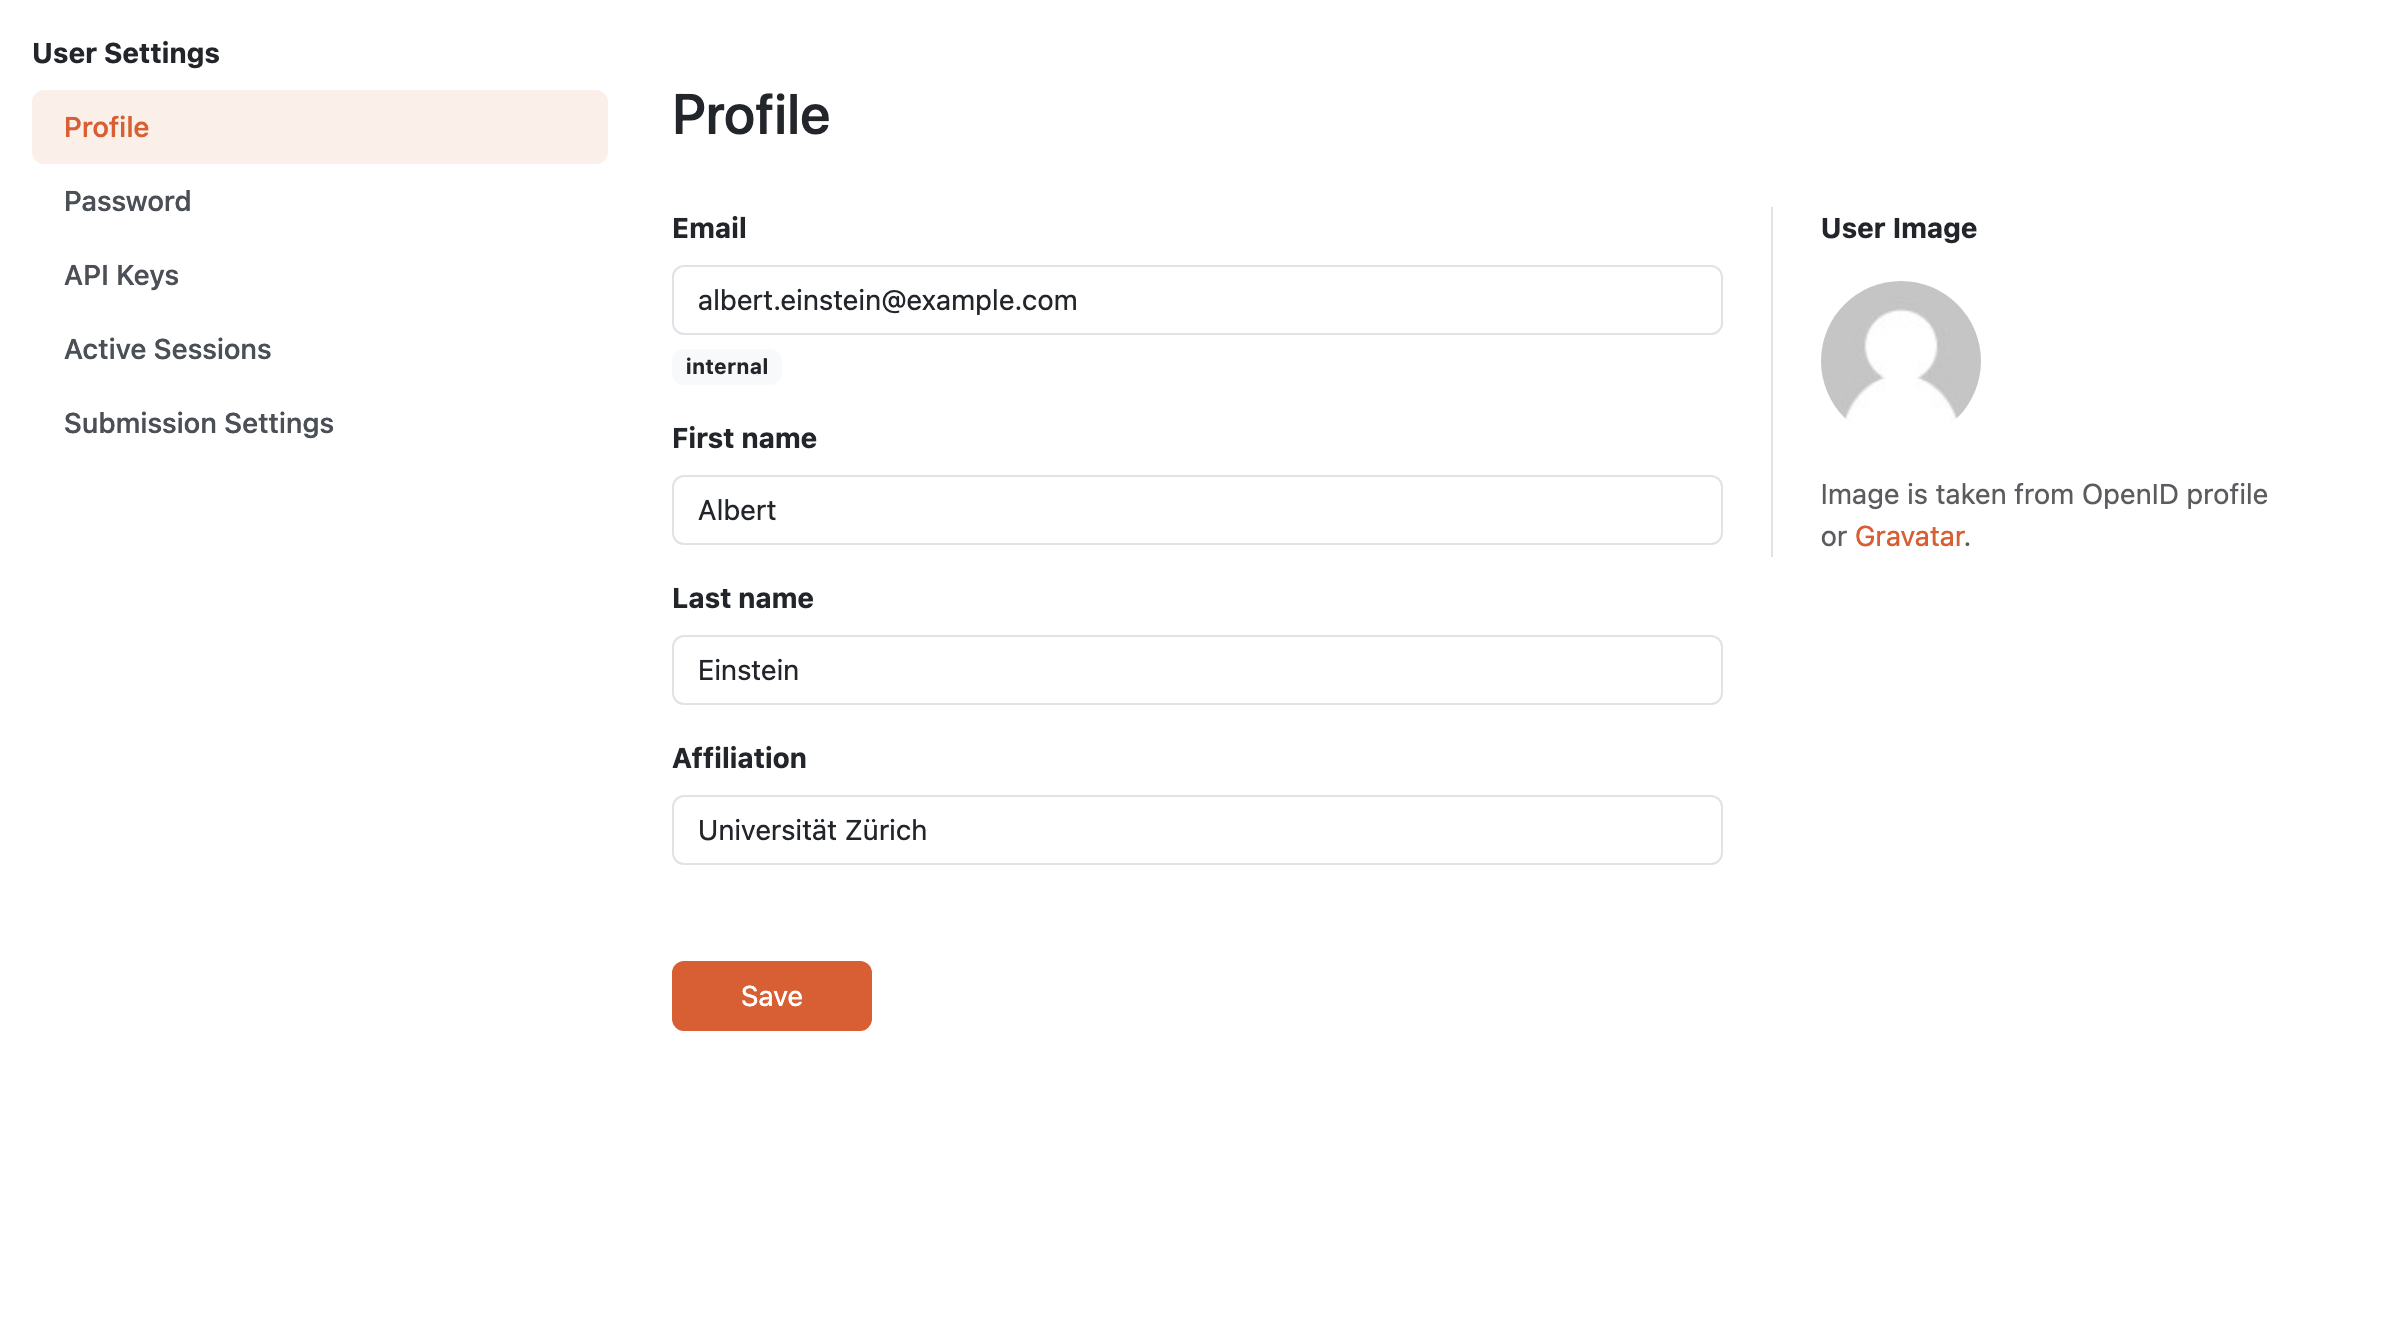 User Settings
Profile
Password
API Keys
Active Sessions
Submission Settings
Profile
Email
albert.einstein@example.com
internal
First name
Albert
Last name
Einstein
Affiliation
Universität Zürich
Save
User Image
Image is taken from OpenID profile
or Gravatar.